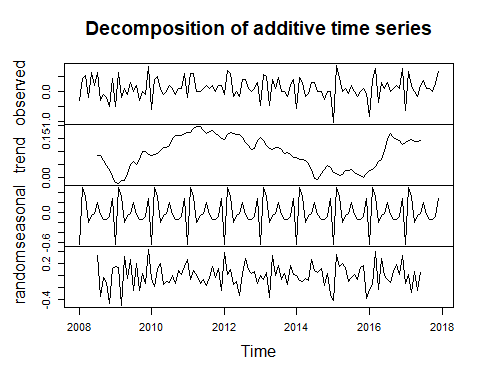 Decomposition of additive time series
observed
0.0
-1.0
trend
0.15
0.00
seasonal
0.0
-0.6
random
0.2
-0.4
2008 2010 2012 2014 2016 2018
Time